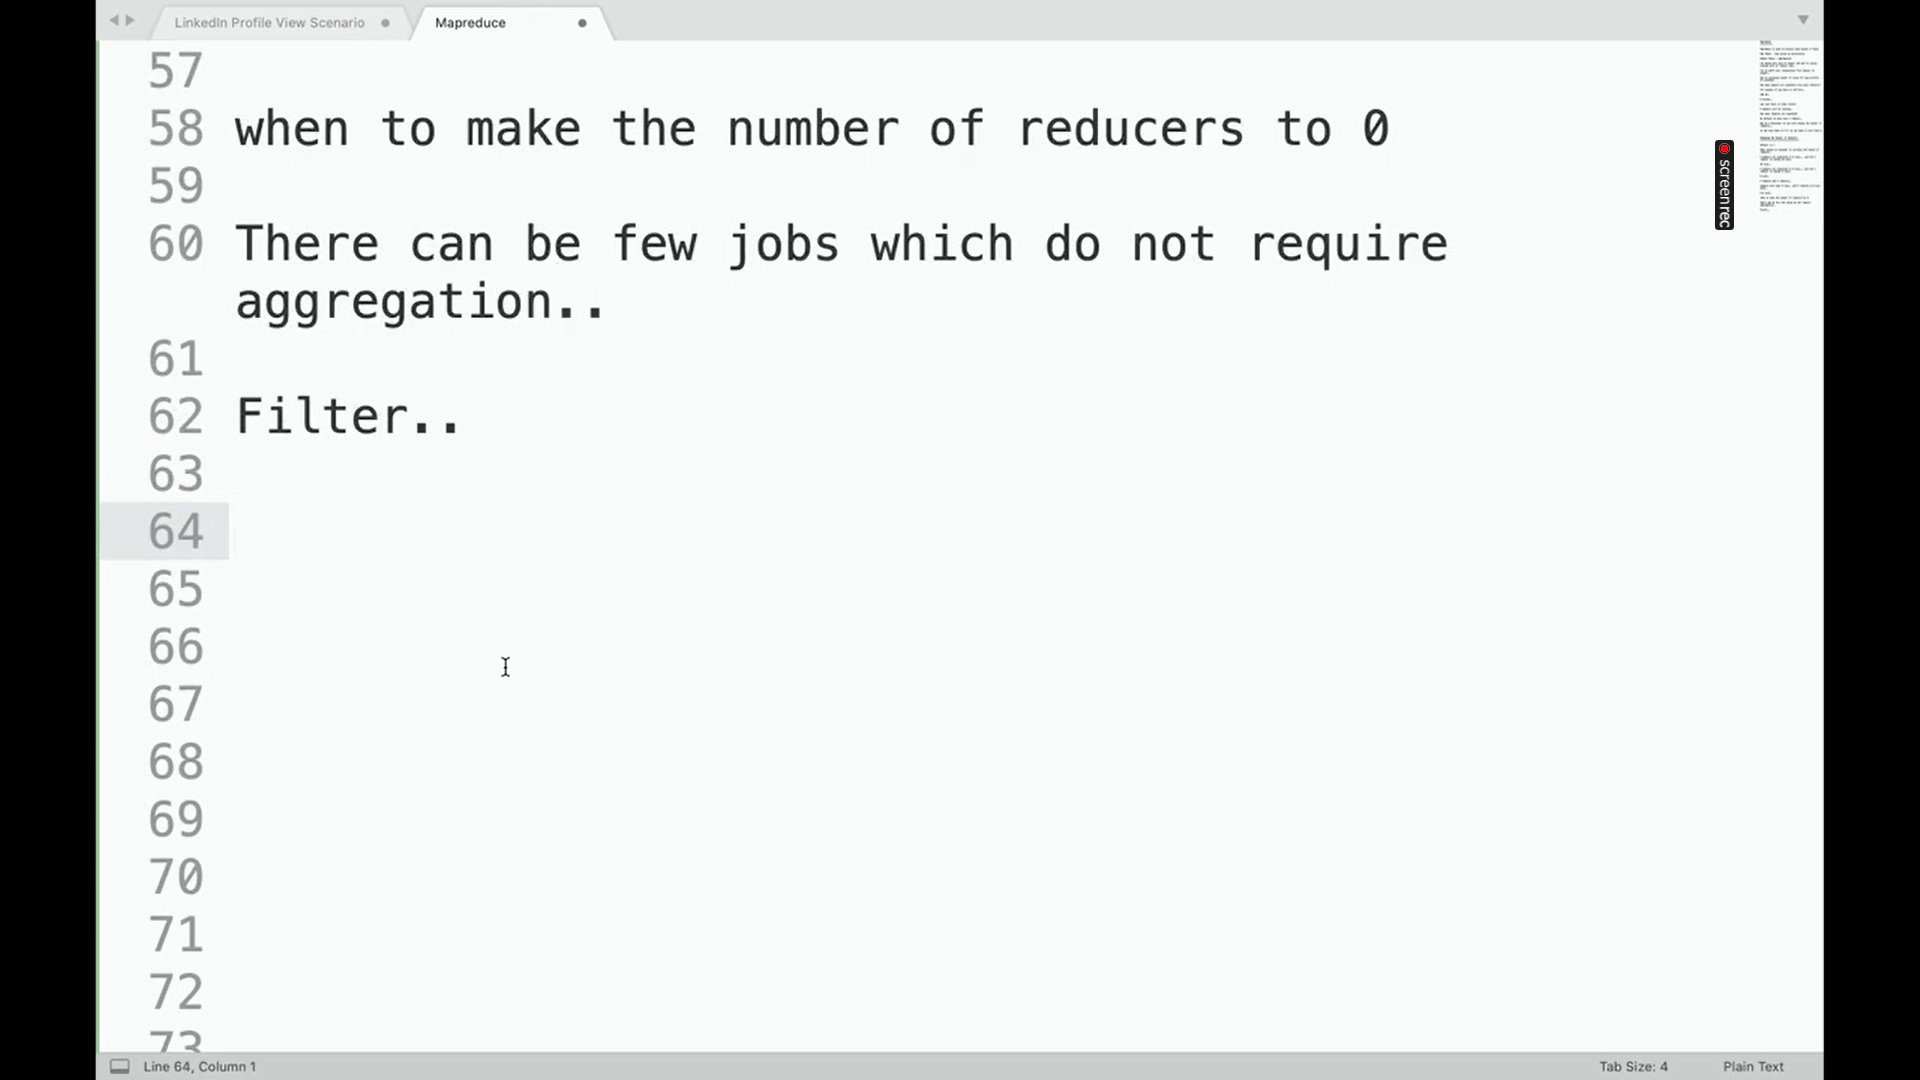 LinkedIn Profile View Scenario
Mapreduce
57
58 when to make the number of reducers to 0
59
60 There can be few jobs which do not require
aggregation..
61
62 Filter..
63
64
65
66
67
68
69
70
71
72
73
screenrec
Line 64, Column 1
Tab Size: 4
Plain Text